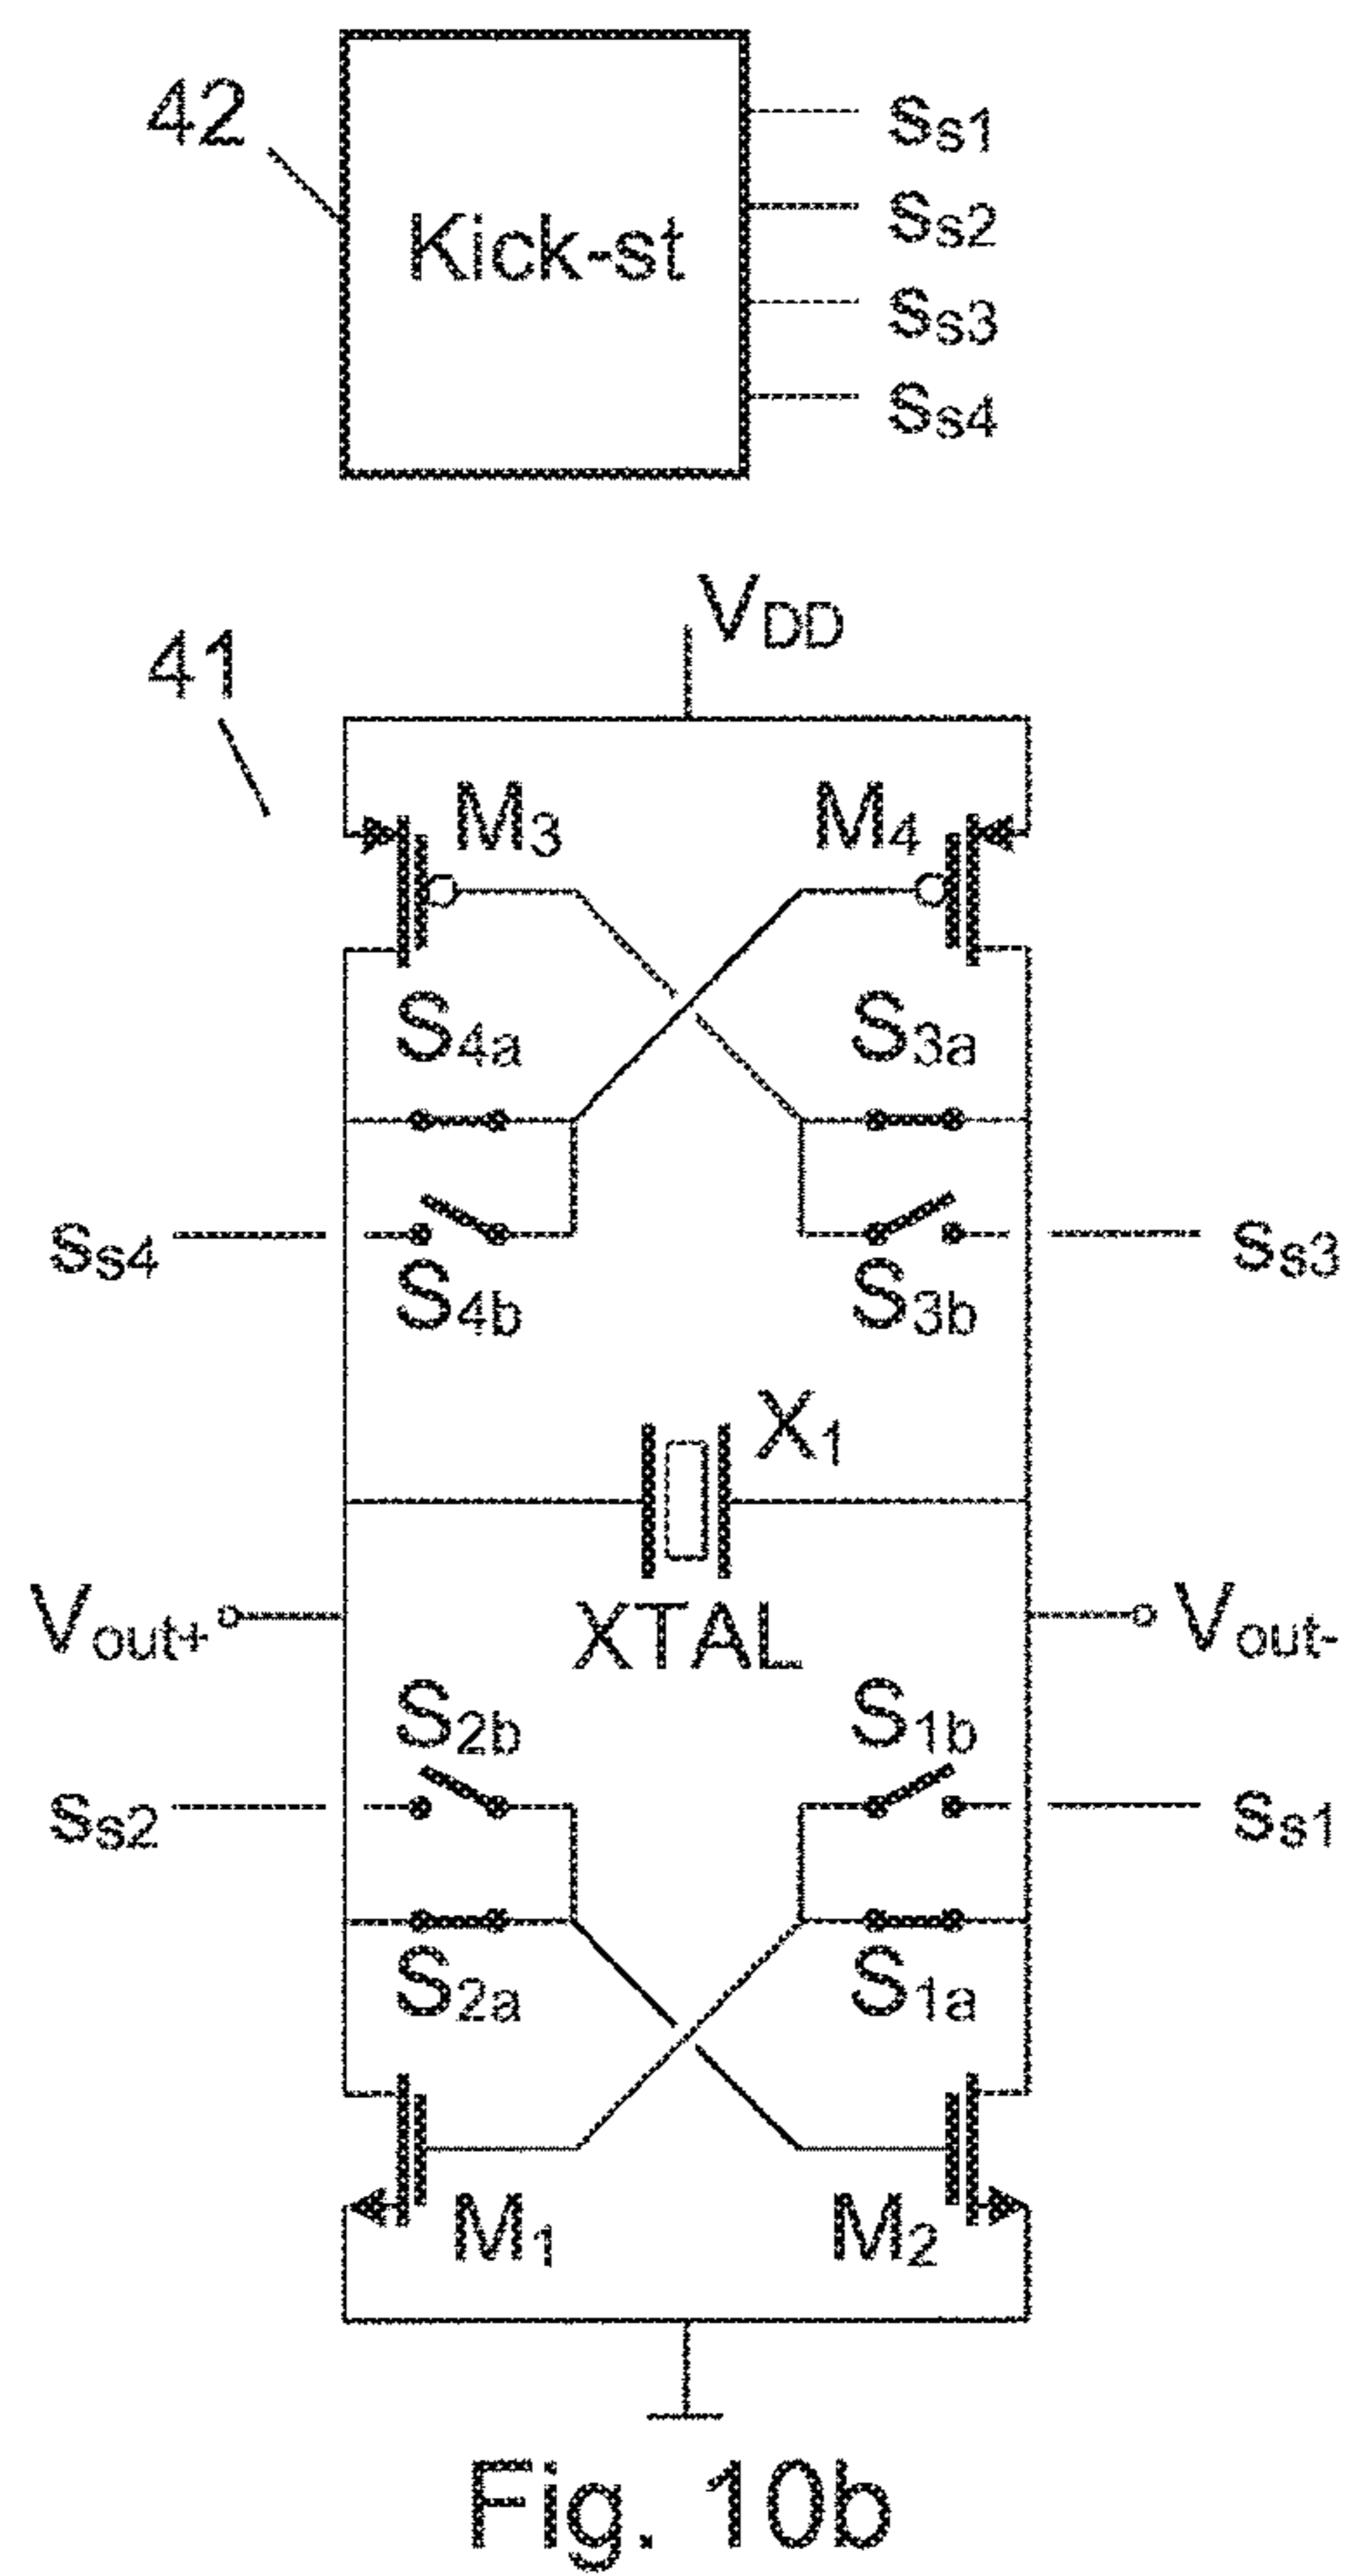 42
Kick-st
ss1
ss2
ss3
ss4
VDD
41
M3
M4
S4a
S3a
ss4
ss3
S4b
S3b
X1
Vout+
XTAL
Vout-
S2b
S1b
ss2
ss1
S2a
S1a
M1
M2
Fig. 10b